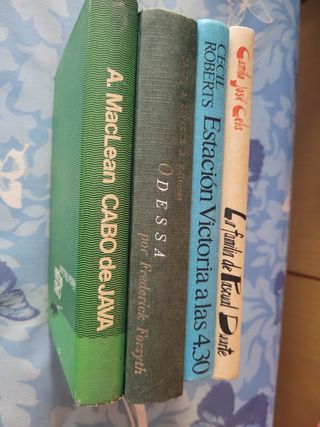 A. MacLean CABO de JAVA
ODESSA
por Frederick Forsyth
CECIL
ROBERTS
Estación Victoria a las 4.30
Camilo José Cela
La familia de Pascual Duarte